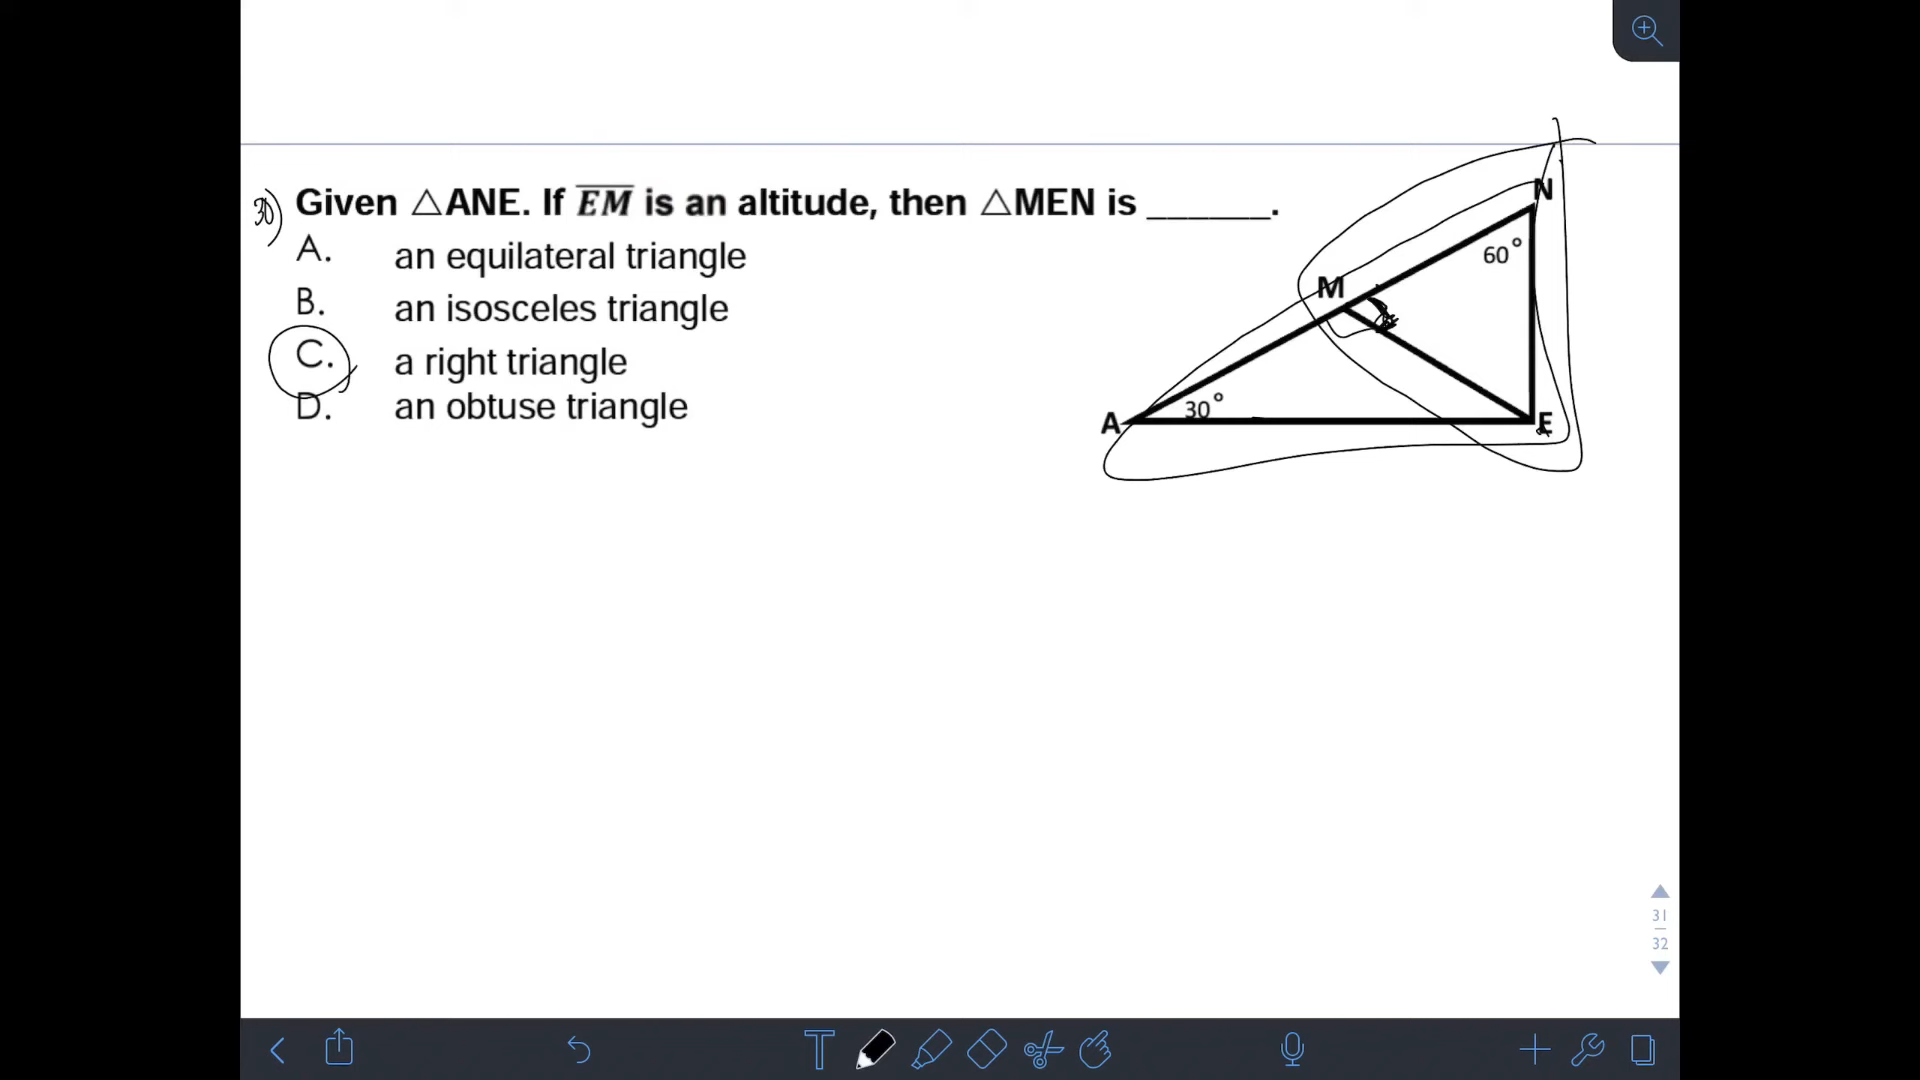 30)
Given △ANE. If EM is an altitude, then △MEN is ______.
A. an equilateral triangle
B. an isosceles triangle
C. a right triangle
D. an obtuse triangle
N
60°
M
30°
A
E
31
32
T